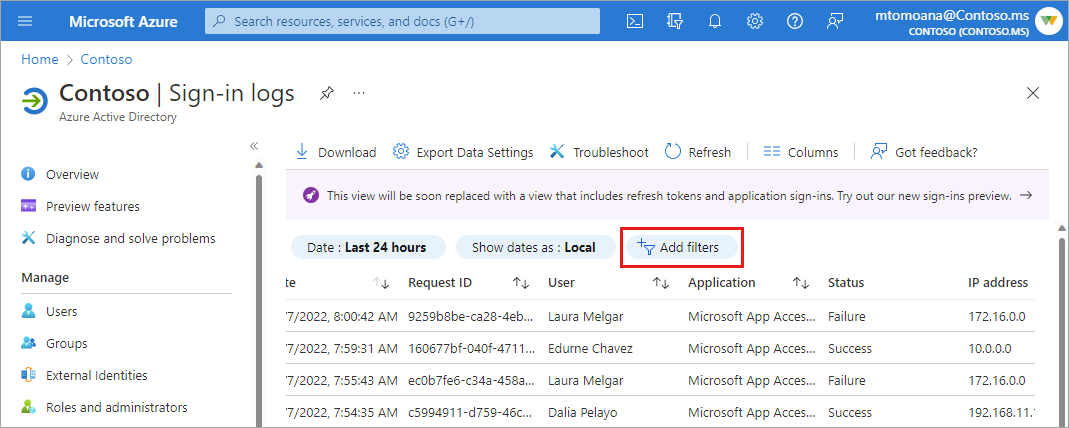 Microsoft Azure
Search resources, services, and docs (G+/)
mtomoana@Contoso.ms
CONTOSO (CONTOSO.MS)
Home > Contoso
Contoso | Sign-in logs
Azure Active Directory
Download Export Data Settings Troubleshoot Refresh Columns Got feedback?
Overview
Preview features
Diagnose and solve problems
Manage
Users
Groups
External Identities
Roles and administrators
This view will be soon replaced with a view that includes refresh tokens and application sign-ins. Try out our new sign-ins preview. →
Date : Last 24 hours Show dates as : Local Add filters
te Request ID User Application Status IP address
/7/2022, 8:00:42 AM 9259b8be-ca28-4eb... Laura Melgar Microsoft App Acces... Failure 172.16.0.0
/7/2022, 7:59:31 AM 160677bf-040f-4711... Edurne Chavez Microsoft App Acces... Success 10.0.0.0
/7/2022, 7:55:43 AM ec0b7fe6-c34a-458a... Laura Melgar Microsoft App Acces... Failure 172.16.0.0
/7/2022, 7:54:35 AM c5994911-d759-46c... Dalia Pelayo Microsoft App Acces... Success 192.168.11.